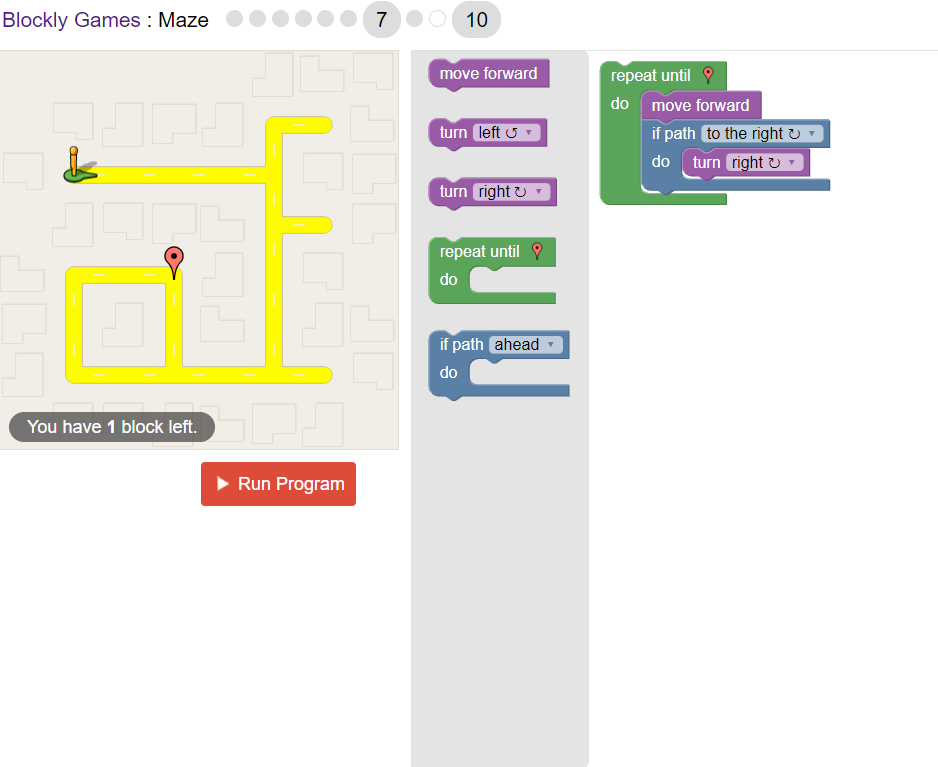 Blockly Games : Maze 7 10
You have 1 block left.
Run Program
move forward
turn left ↺ ▾
turn right ↻ ▾
repeat until
do
if path ahead ▾
do
repeat until
do move forward
if path to the right ↻ ▾
do turn right ↻ ▾